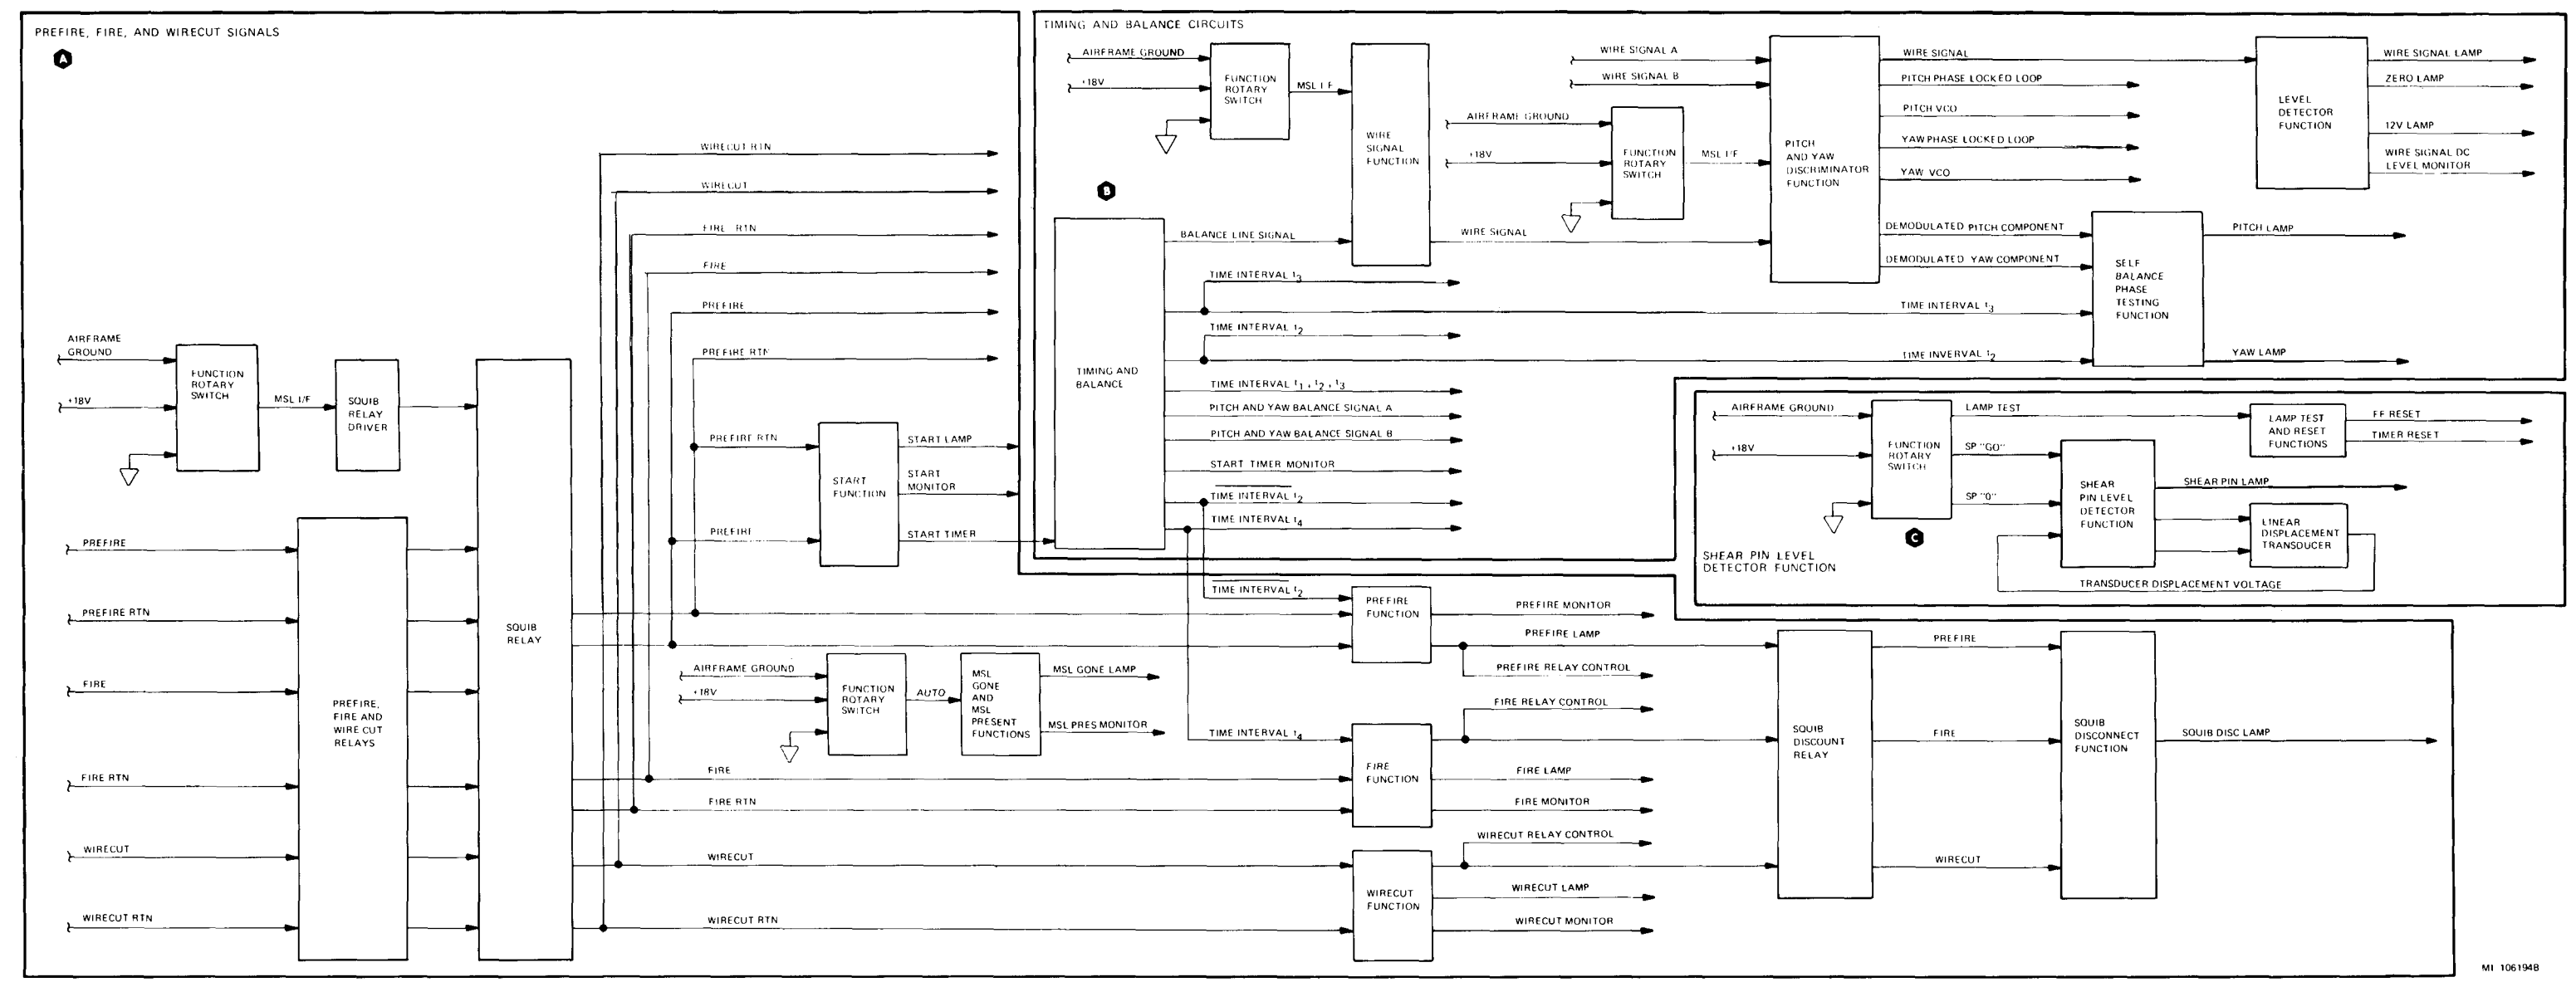 PREFIRE, FIRE, AND WIRECUT SIGNALS
A
WIRECUT RTN
WIRECUT
FIRE RTN
FIRE
PREFIRE
PREFIRE RTN
AIRFRAME
GROUND
+18V
FUNCTION
ROTARY
SWITCH
MSL I/F
SQUIB
RELAY
DRIVER
PREFIRE
PREFIRE RTN
FIRE
FIRE RTN
WIRECUT
WIRECUT RTN
PREFIRE,
FIRE AND
WIRE CUT
RELAYS
SQUIB
RELAY
PREFIRE RTN
PREFIRE
START
FUNCTION
START LAMP
START
MONITOR
START TIMER
AIRFRAME GROUND
+18V
FUNCTION
ROTARY
SWITCH
AUTO
MSL
GONE
AND
MSL
PRESENT
FUNCTIONS
MSL GONE LAMP
MSL PRES MONITOR
FIRE
FIRE RTN
WIRECUT
WIRECUT RTN
TIME INTERVAL t2
PREFIRE
FUNCTION
PREFIRE MONITOR
PREFIRE LAMP
PREFIRE RELAY CONTROL
TIME INTERVAL t4
FIRE
FUNCTION
FIRE RELAY CONTROL
FIRE LAMP
FIRE MONITOR
WIRECUT
FUNCTION
WIRECUT RELAY CONTROL
WIRECUT LAMP
WIRECUT MONITOR
SQUIB
DISCOUNT
RELAY
PREFIRE
FIRE
WIRECUT
SQUIB
DISCONNECT
FUNCTION
SQUIB DISC LAMP
TIMING AND BALANCE CIRCUITS
AIRFRAME GROUND
+18V
FUNCTION
ROTARY
SWITCH
MSL I/F
WIRE
SIGNAL
FUNCTION
B
WIRE SIGNAL A
WIRE SIGNAL B
AIRFRAME GROUND
+18V
FUNCTION
ROTARY
SWITCH
MSL I/F
WIRE SIGNAL
PITCH
AND YAW
DISCRIMINATOR
FUNCTION
WIRE SIGNAL
PITCH PHASE LOCKED LOOP
PITCH VCO
YAW PHASE LOCKED LOOP
YAW VCO
DEMODULATED PITCH COMPONENT
DEMODULATED YAW COMPONENT
TIME INTERVAL t3
TIME INVERVAL t2
LEVEL
DETECTOR
FUNCTION
WIRE SIGNAL LAMP
ZERO LAMP
12V LAMP
WIRE SIGNAL DC
LEVEL MONITOR
SELF
BALANCE
PHASE
TESTING
FUNCTION
PITCH LAMP
YAW LAMP
TIMING AND
BALANCE
BALANCE LINE SIGNAL
TIME INTERVAL t3
TIME INTERVAL t2
TIME INTERVAL t1 + t2 + t3
PITCH AND YAW BALANCE SIGNAL A
PITCH AND YAW BALANCE SIGNAL B
START TIMER MONITOR
TIME INTERVAL t2
TIME INTERVAL t4
AIRFRAME GROUND
+18V
FUNCTION
ROTARY
SWITCH
C
LAMP TEST
SP "GO"
SP "0"
LAMP TEST
AND RESET
FUNCTIONS
FF RESET
TIMER RESET
SHEAR
PIN LEVEL
DETECTOR
FUNCTION
SHEAR PIN LAMP
LINEAR
DISPLACEMENT
TRANSDUCER
TRANSDUCER DISPLACEMENT VOLTAGE
SHEAR PIN LEVEL
DETECTOR FUNCTION
MI 106194B